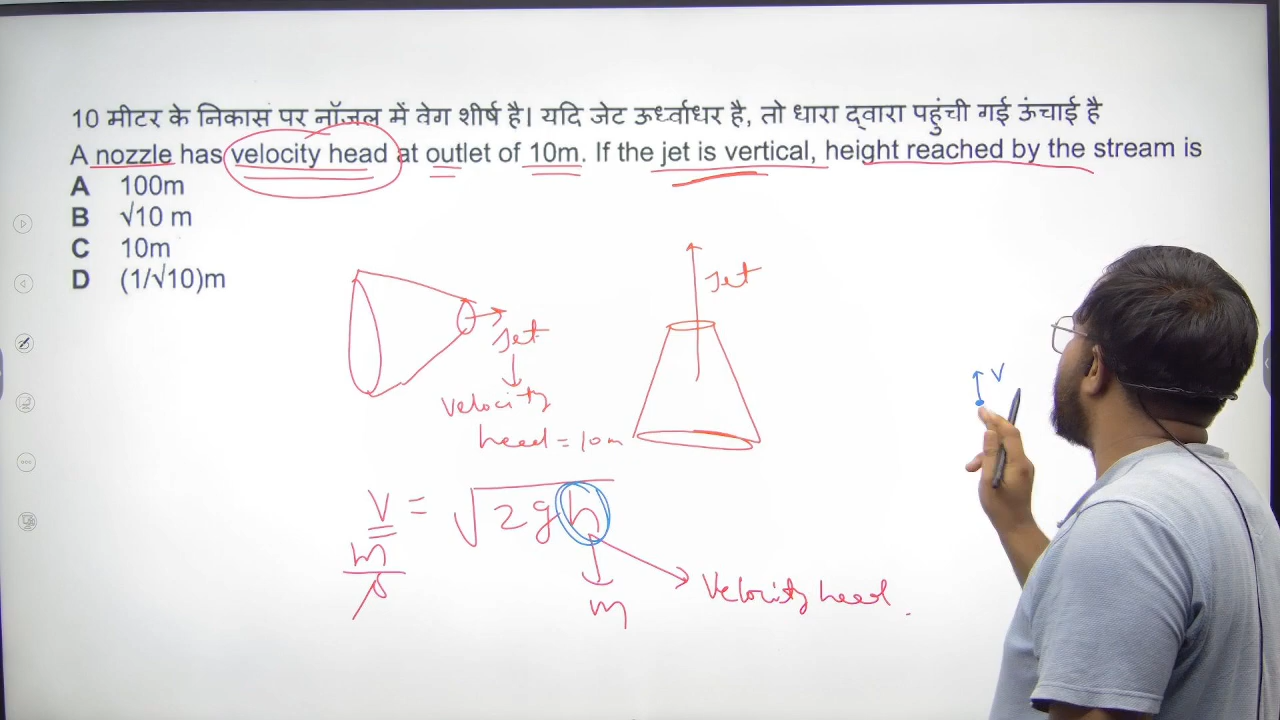 10 मीटर के निकास पर नॉज़ल में वेग शीर्ष है। यदि जेट ऊर्ध्वाधर है, तो धारा द्वारा पहुंची गई ऊंचाई है
A nozzle has velocity head at outlet of 10m. If the jet is vertical, height reached by the stream is
A 100m
B √10 m
C 10m
D (1/√10)m
Jet
Jet
velocity
head = 10m
V
V = √2gh
m/s
m
Velocity head.